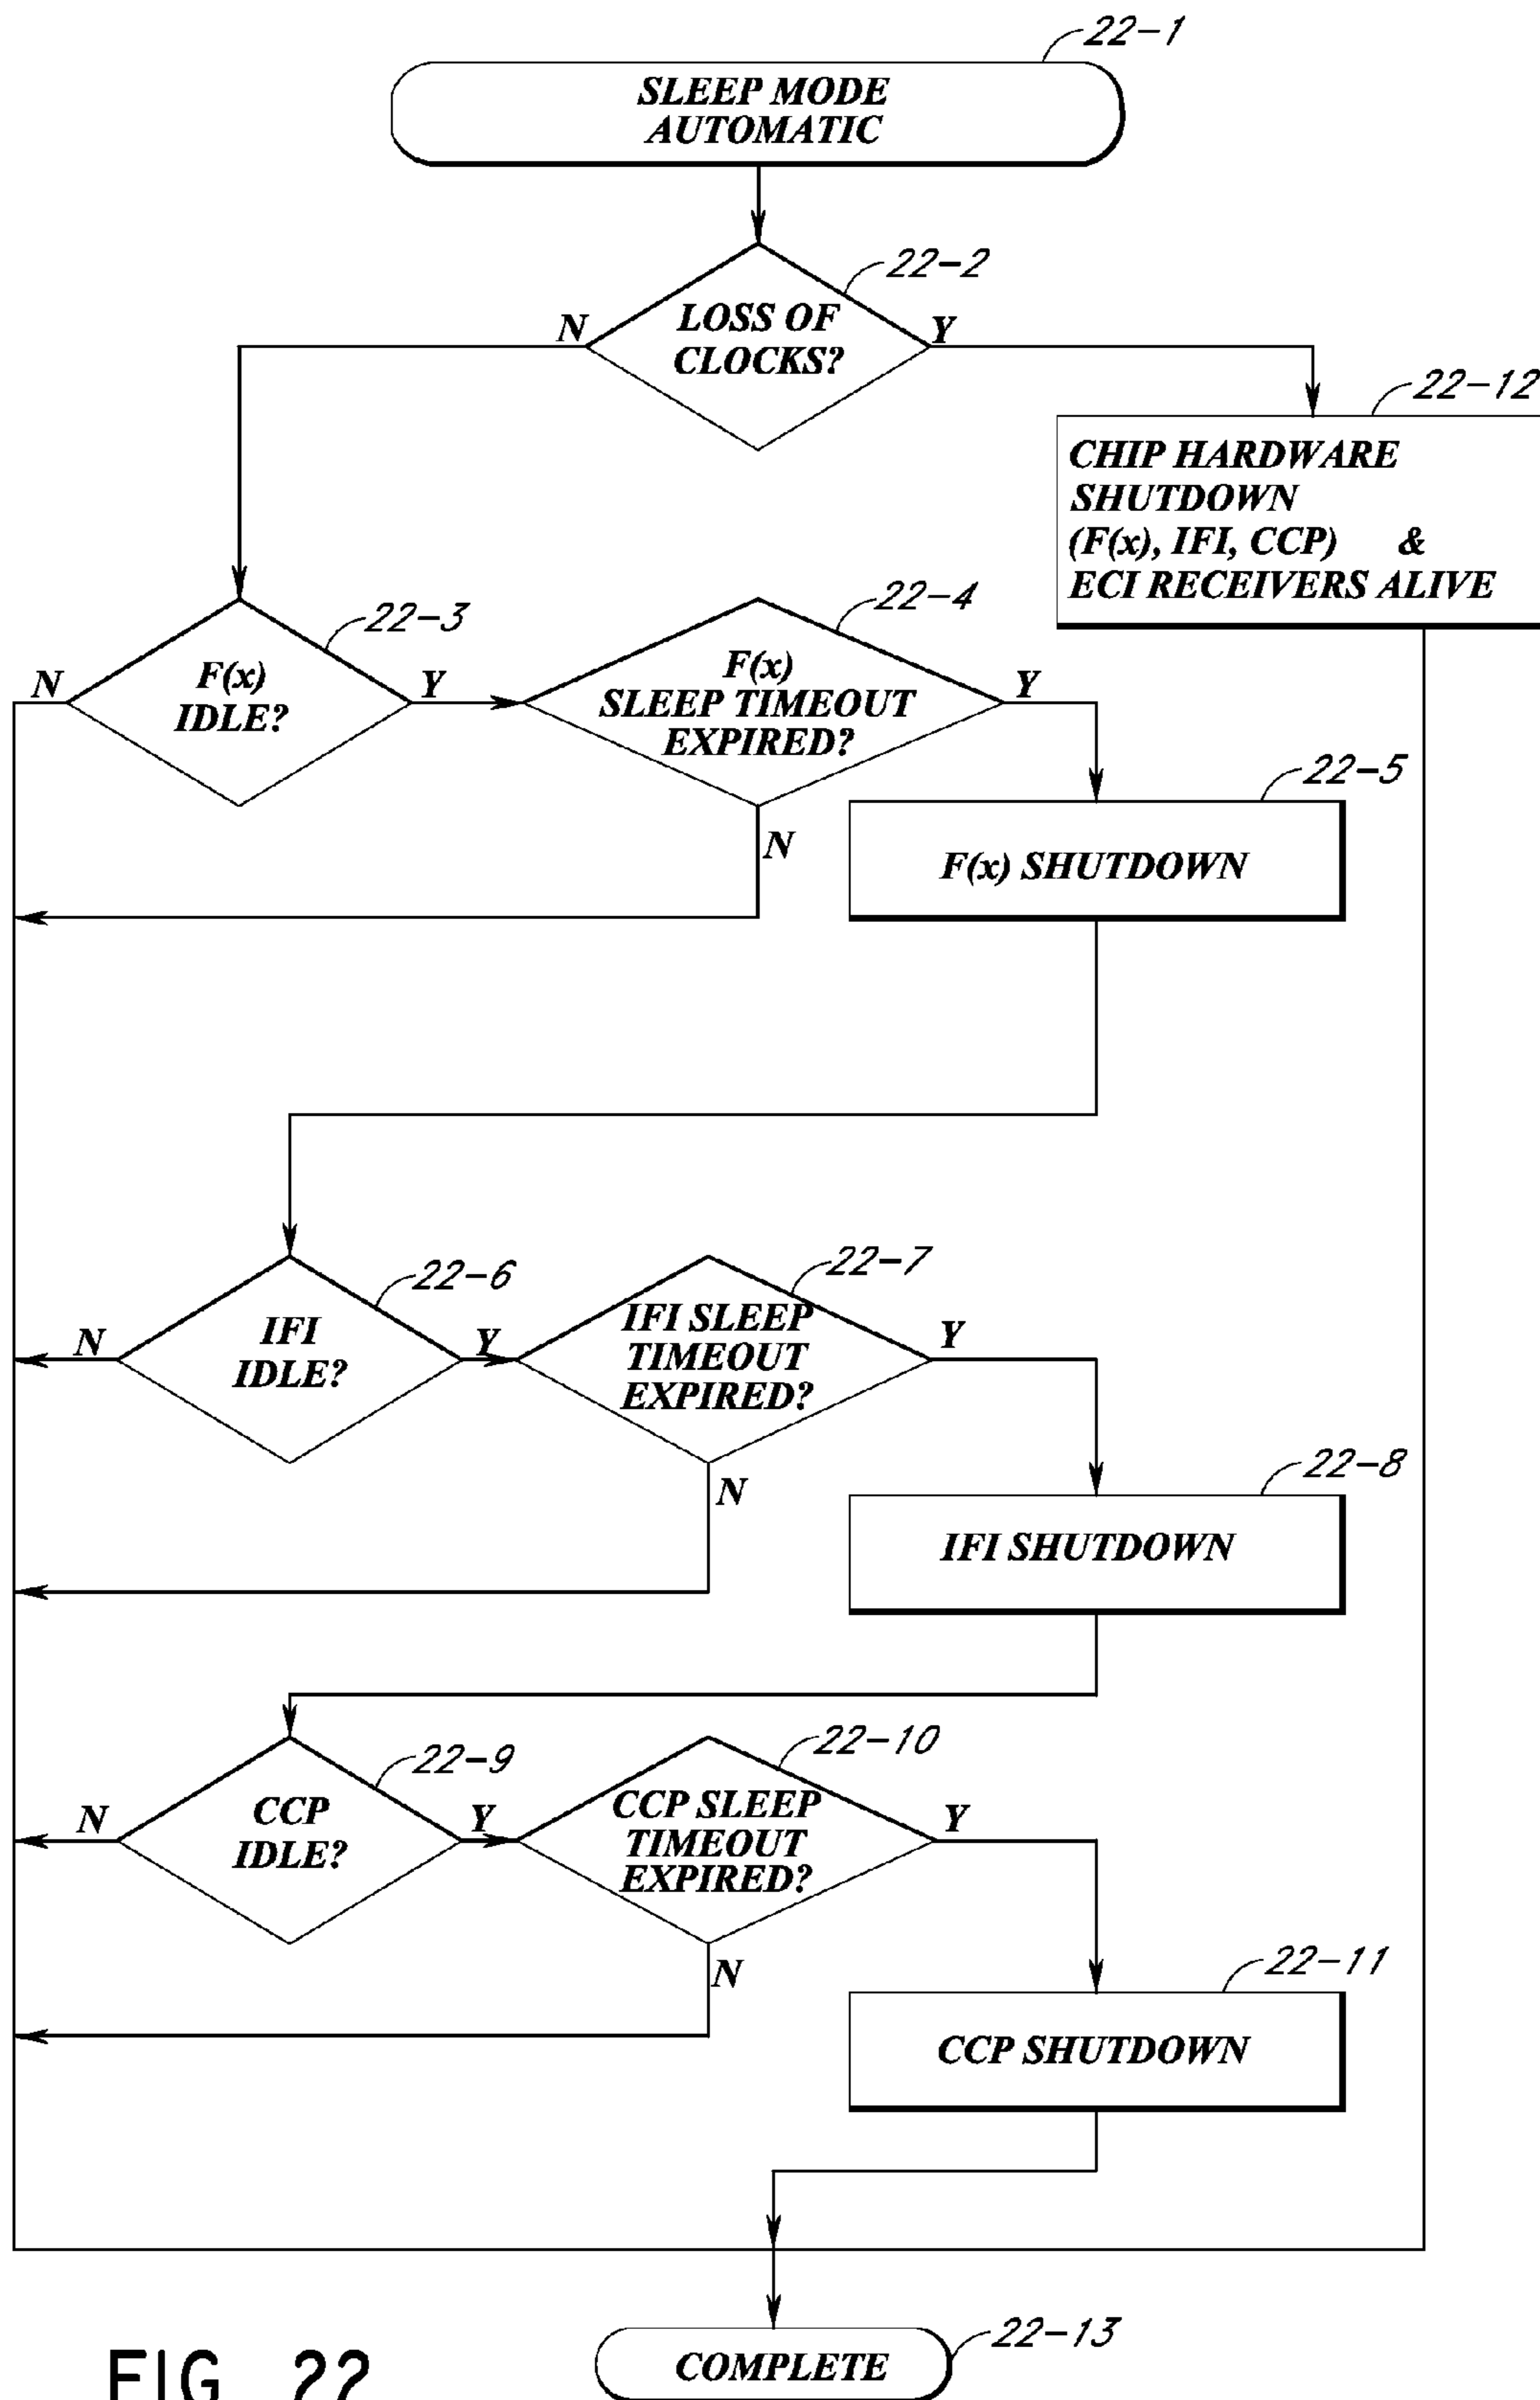 22-1
SLEEP MODE
AUTOMATIC
22-2
LOSS OF
CLOCKS?
N
Y
22-12
CHIP HARDWARE
SHUTDOWN
(F(x), IFI, CCP) &
ECI RECEIVERS ALIVE
22-3
F(x)
IDLE?
N
Y
22-4
F(x)
SLEEP TIMEOUT
EXPIRED?
Y
N
22-5
F(x) SHUTDOWN
22-6
IFI
IDLE?
N
Y
22-7
IFI SLEEP
TIMEOUT
EXPIRED?
Y
N
22-8
IFI SHUTDOWN
22-9
CCP
IDLE?
N
Y
22-10
CCP SLEEP
TIMEOUT
EXPIRED?
Y
N
22-11
CCP SHUTDOWN
22-13
COMPLETE
FIG. 22